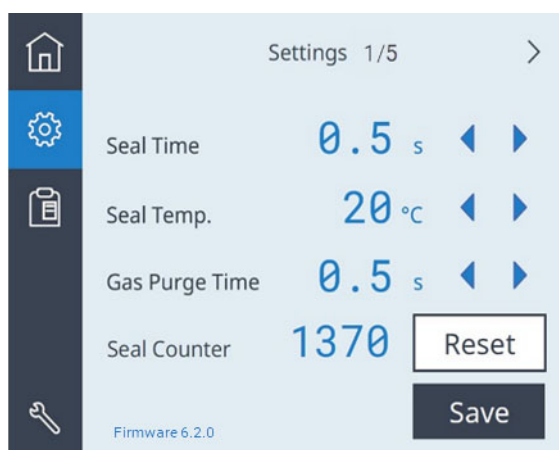 Settings 1/5
Seal Time 0.5 s
Seal Temp. 20 °C
Gas Purge Time 0.5 s
Seal Counter 1370 Reset
Save
Firmware 6.2.0